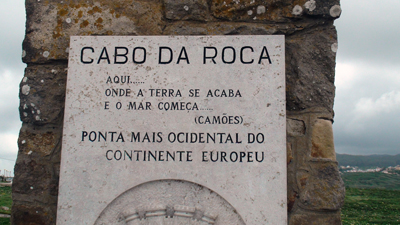 CABO DA ROCA
AQUI......
ONDE A TERRA SE ACABA
E O MAR COMEÇA.....
(CAMÕES)
PONTA MAIS OCIDENTAL DO
CONTINENTE EUROPEU